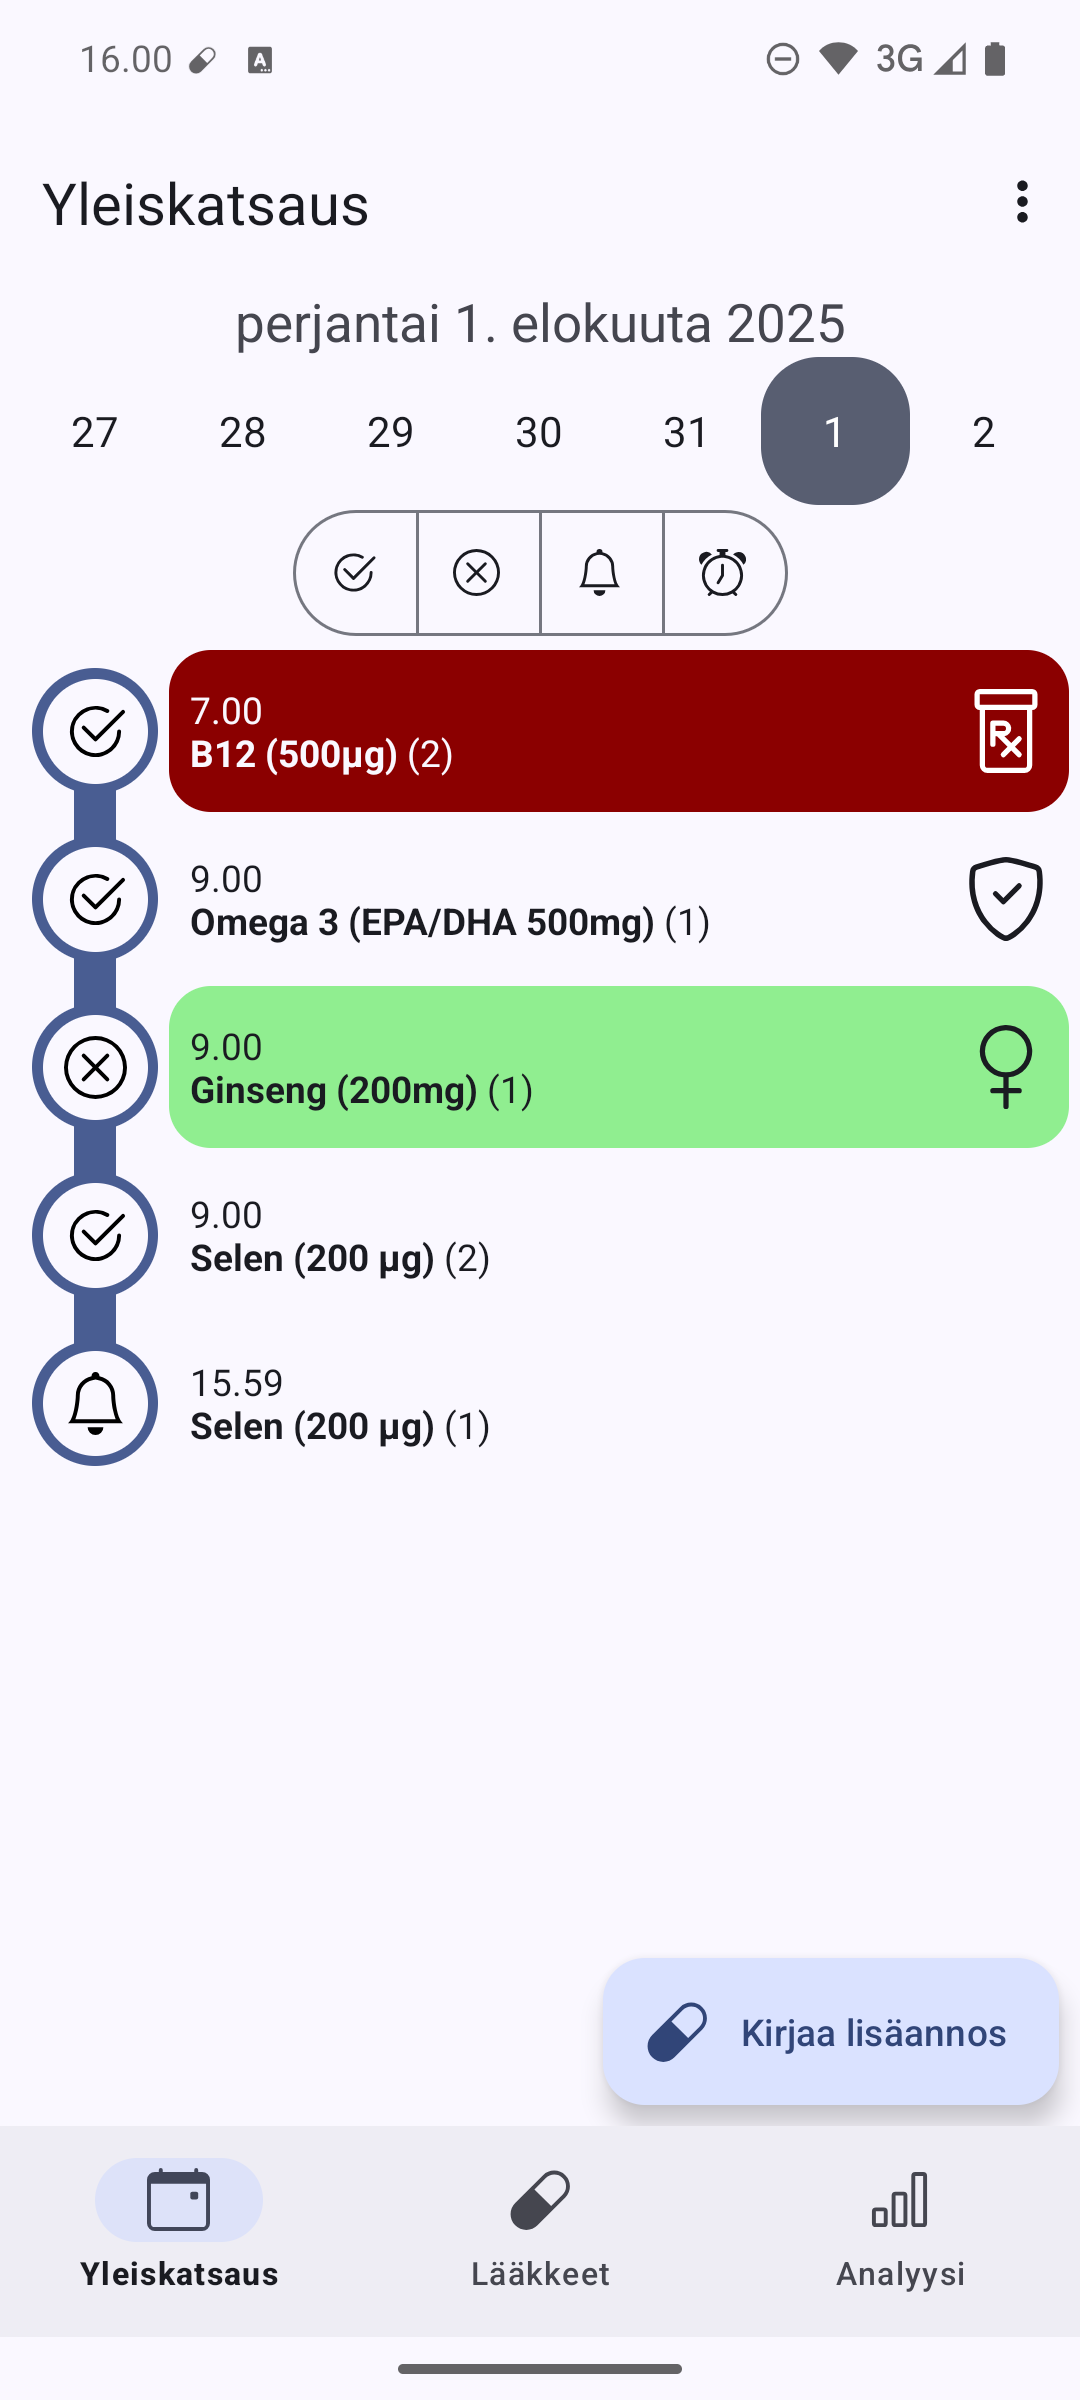 16.00
3G
Yleiskatsaus
perjantai 1. elokuuta 2025
27 28 29 30 31 1 2
7.00
B12 (500µg) (2)
9.00
Omega 3 (EPA/DHA 500mg) (1)
9.00
Ginseng (200mg) (1)
9.00
Selen (200 µg) (2)
15.59
Selen (200 µg) (1)
Kirjaa lisäannos
Yleiskatsaus
Lääkkeet
Analyysi